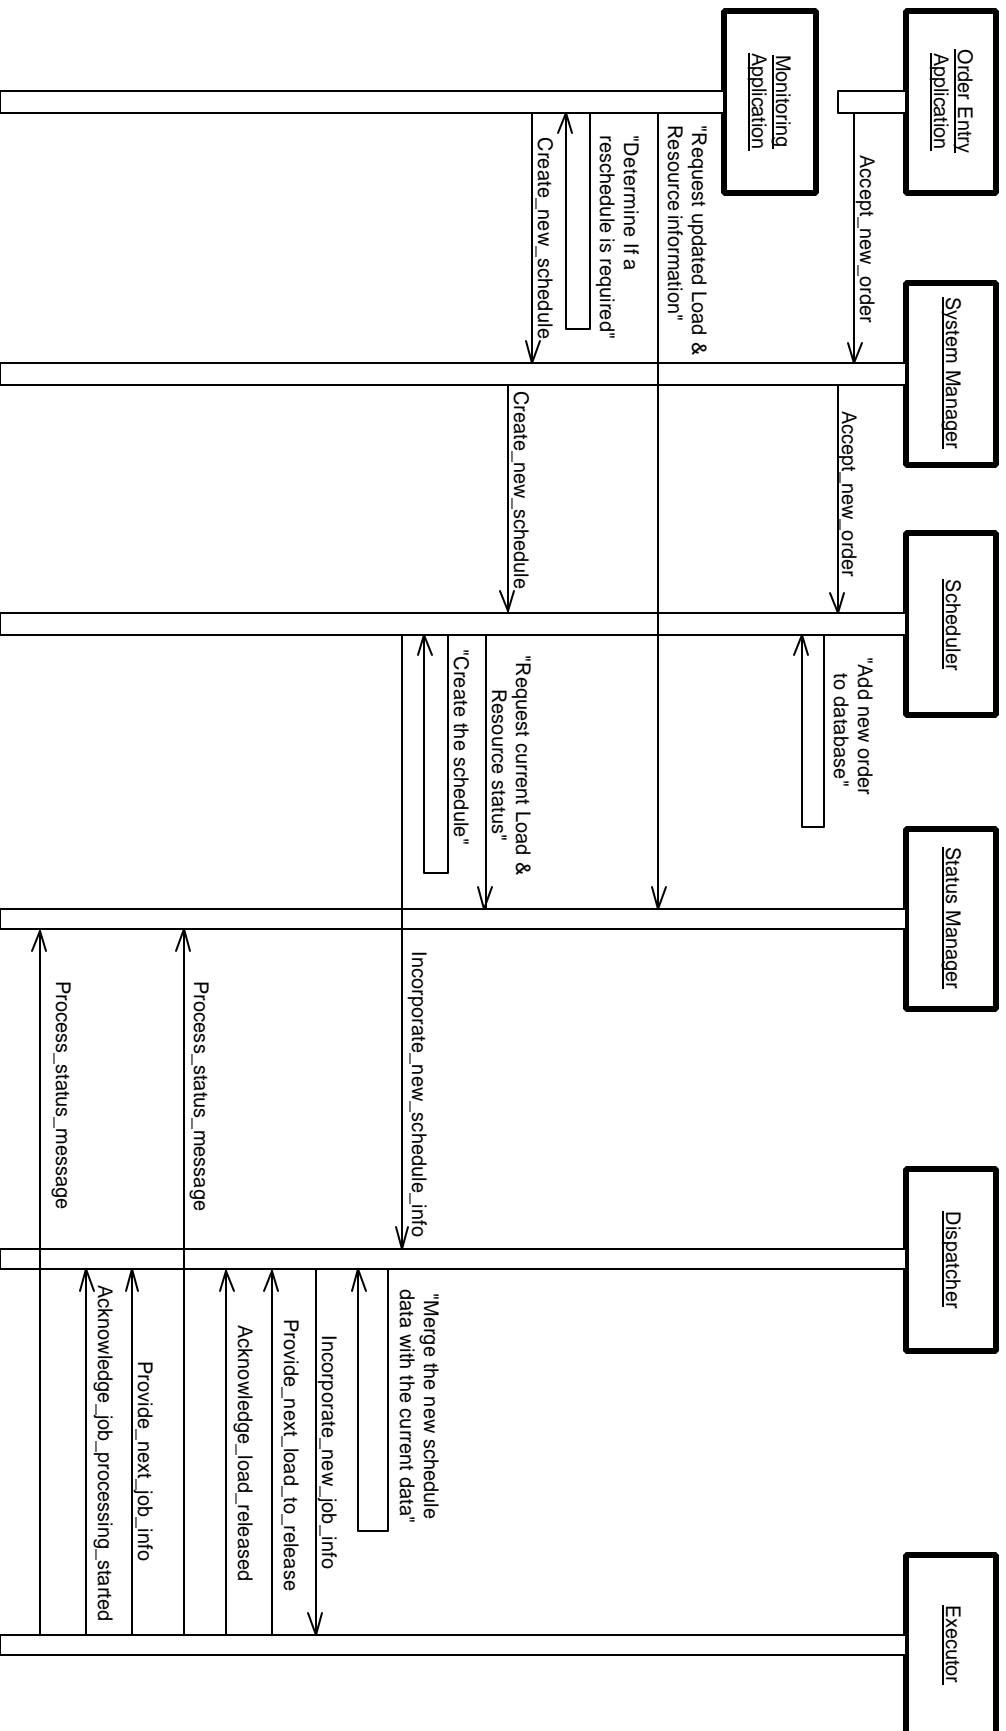 Order Entry
Application
System Manager
Scheduler
Status Manager
Dispatcher
Executor
Accept_new_order
Accept_new_order
"Add new order
to database"
Monitoring
Application
"Request updated Load &
Resource information"
"Determine If a
reschedule is required"
Create_new_schedule
Create_new_schedule
"Request current Load &
Resource status"
"Create the schedule"
Incorporate_new_schedule_info
"Merge the new schedule
data with the current data"
Incorporate_new_job_info
Provide_next_load_to_release
Acknowledge_load_released
Process_status_message
Provide_next_job_info
Acknowledge_job_processing_started
Process_status_message